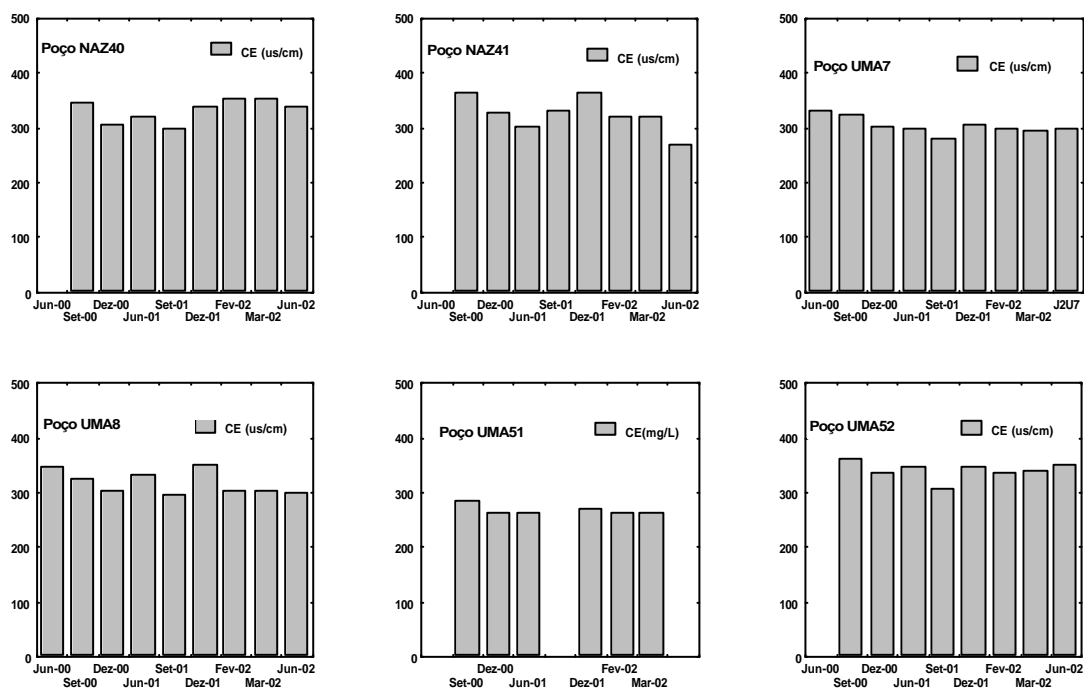 500
Poço NAZ40
CE (us/cm)
400
300
200
100
0
Jun-00 Dez-00 Set-01 Fev-02 Jun-02
Set-00 Jun-01 Dez-01 Mar-02
500
Poço NAZ41
CE (us/cm)
400
300
200
100
0
Jun-00 Dez-00 Set-01 Fev-02 Jun-02
Set-00 Jun-01 Dez-01 Mar-02
500
Poço UMA7
CE (us/cm)
400
300
200
100
0
Jun-00 Dez-00 Set-01 Fev-02 J2U7
Set-00 Jun-01 Dez-01 Mar-02
500
Poço UMA8
CE (us/cm)
400
300
200
100
0
Jun-00 Dez-00 Set-01 Fev-02 Jun-02
Set-00 Jun-01 Dez-01 Mar-02
500
Poço UMA51
CE(mg/L)
400
300
200
100
0
Dez-00 Fev-02
Set-00 Jun-01 Dez-01 Mar-02
500
Poço UMA52
CE (us/cm)
400
300
200
100
0
Jun-00 Dez-00 Set-01 Fev-02 Jun-02
Set-00 Jun-01 Dez-01 Mar-02